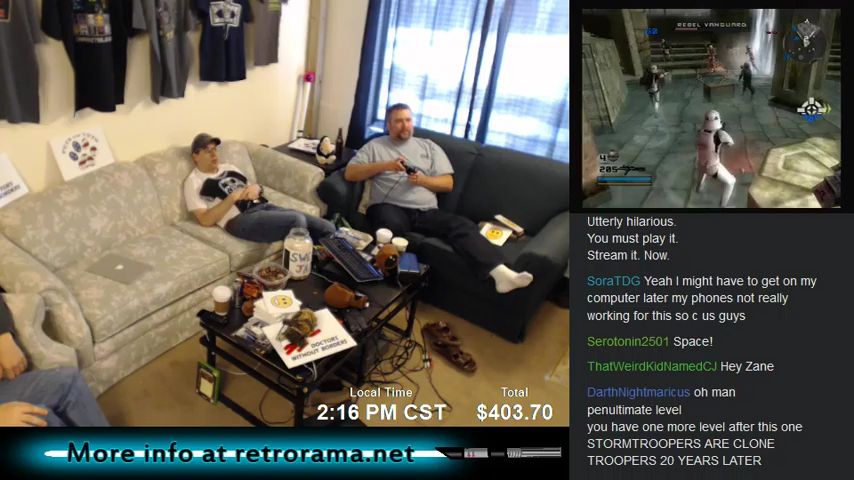 REBEL VANGUARD
205
SWEAR
JAR
DOCTORS
WITHOUT BORDERS
Local Time
Total
2:16 PM CST
$403.70
More info at retrorama.net
Utterly hilarious.
You must play it.
Stream it. Now.
SoraTDG Yeah I might have to get on my
computer later my phones not really
working for this so c us guys
Serotonin2501 Space!
ThatWeirdKidNamedCJ Hey Zane
DarthNightmaricus oh man
penultimate level
you have one more level after this one
STORMTROOPERS ARE CLONE
TROOPERS 20 YEARS LATER